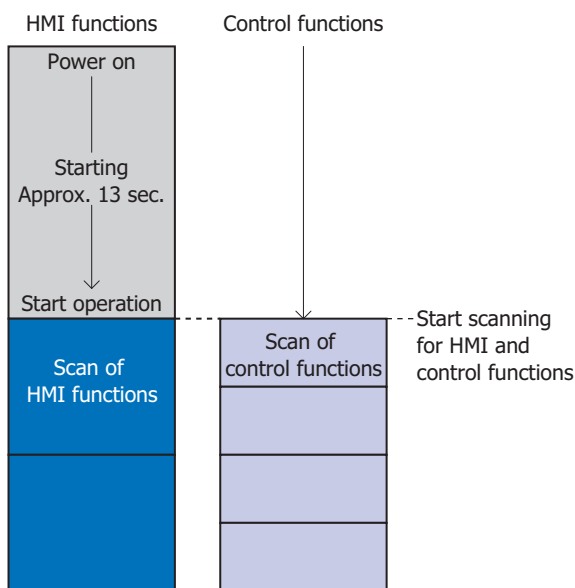 HMI functions
Control functions
Power on
Starting
Approx. 13 sec.
Start operation
Scan of
HMI functions
Scan of
control functions
Start scanning
for HMI and
control functions